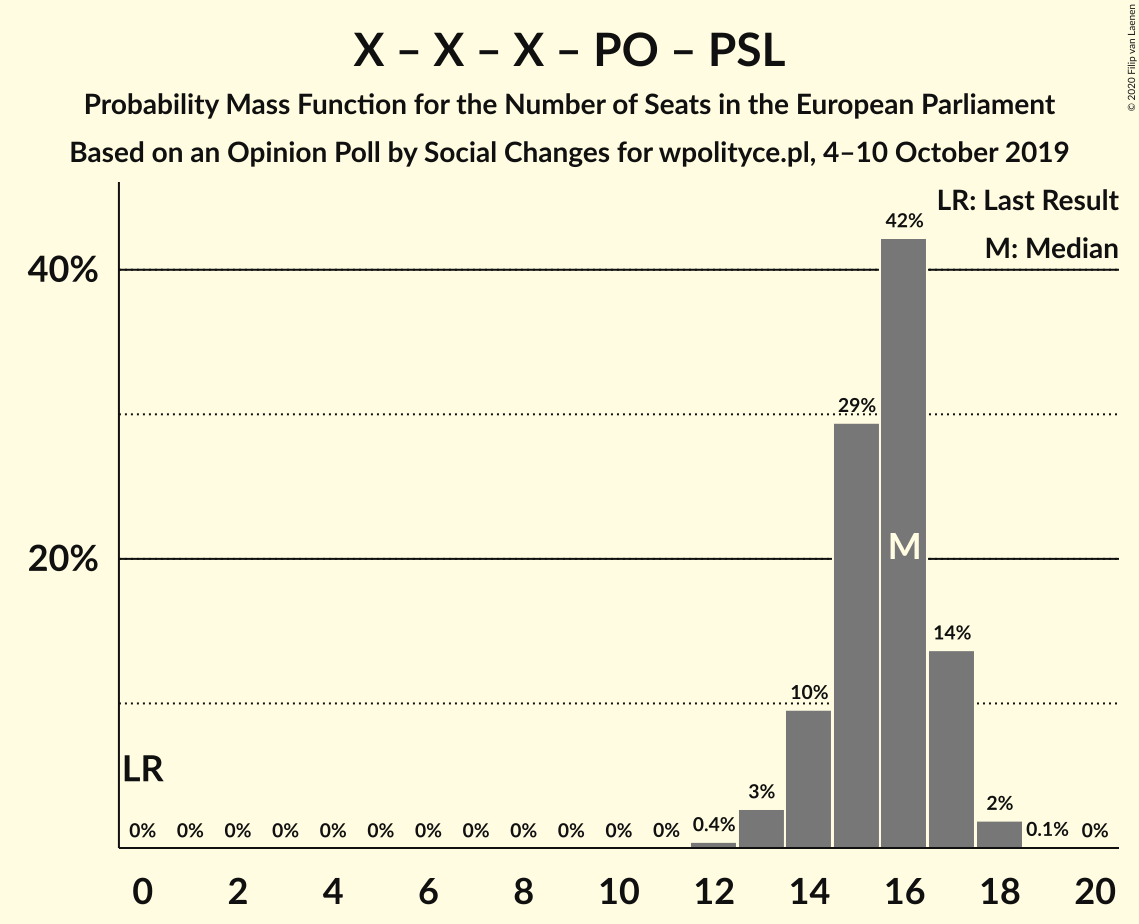 X – X – X – PO – PSL
Probability Mass Function for the Number of Seats in the European Parliament
Based on an Opinion Poll by Social Changes for wpolityce.pl, 4–10 October 2019
© 2020 Filip van Laenen
LR: Last Result
M: Median
40%
20%
42%
29%
M
14%
10%
LR
0% 0% 0% 0% 0% 0% 0% 0% 0% 0% 0% 0% 0.4% 3% 2% 0.1% 0%
0 2 4 6 8 10 12 14 16 18 20